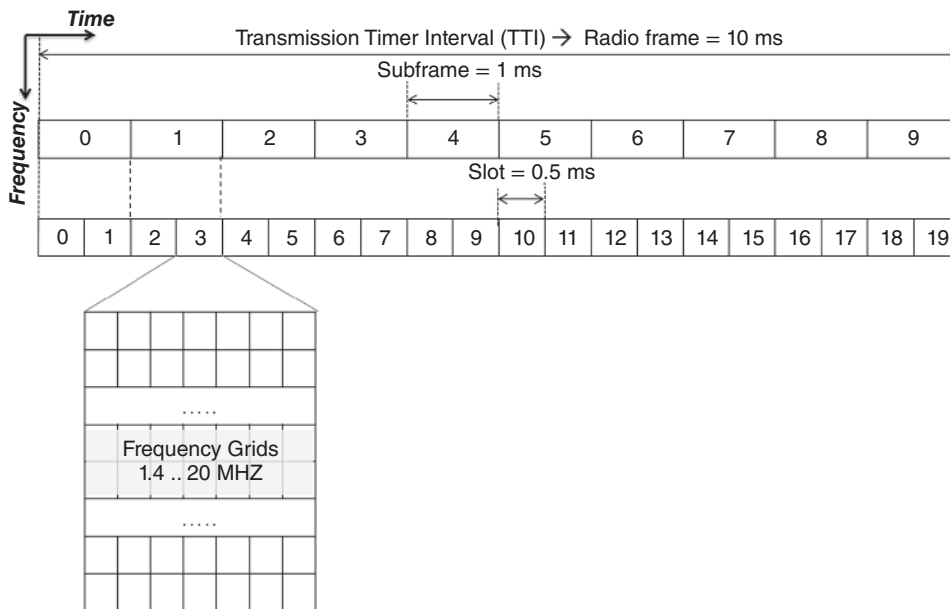 Time
Transmission Timer Interval (TTI) → Radio frame = 10 ms
Subframe = 1 ms
Frequency
0 1 2 3 4 5 6 7 8 9
Slot = 0.5 ms
0 1 2 3 4 5 6 7 8 9 10 11 12 13 14 15 16 17 18 19
.....
Frequency Grids
1.4 .. 20 MHZ
.....